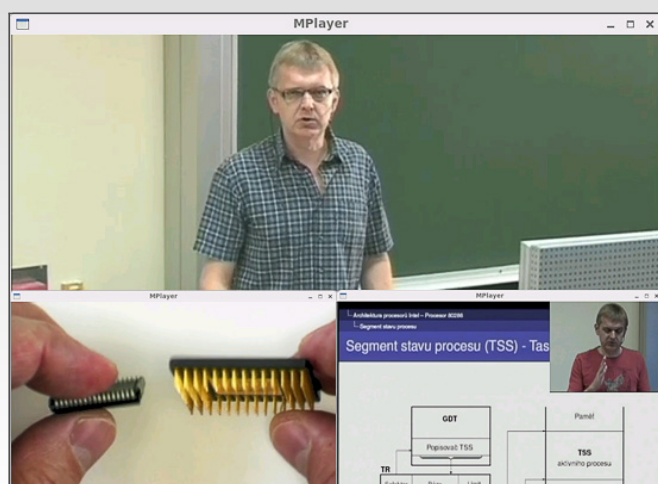 MPlayer
MPlayer
MPlayer
Architektura procesorů Intel – Procesor 80286
Segment stavu procesu
Segment stavu procesu (TSS) - Tas
GDT
Popisovač TSS
TR
Paměť
TSS
aktivního procesu